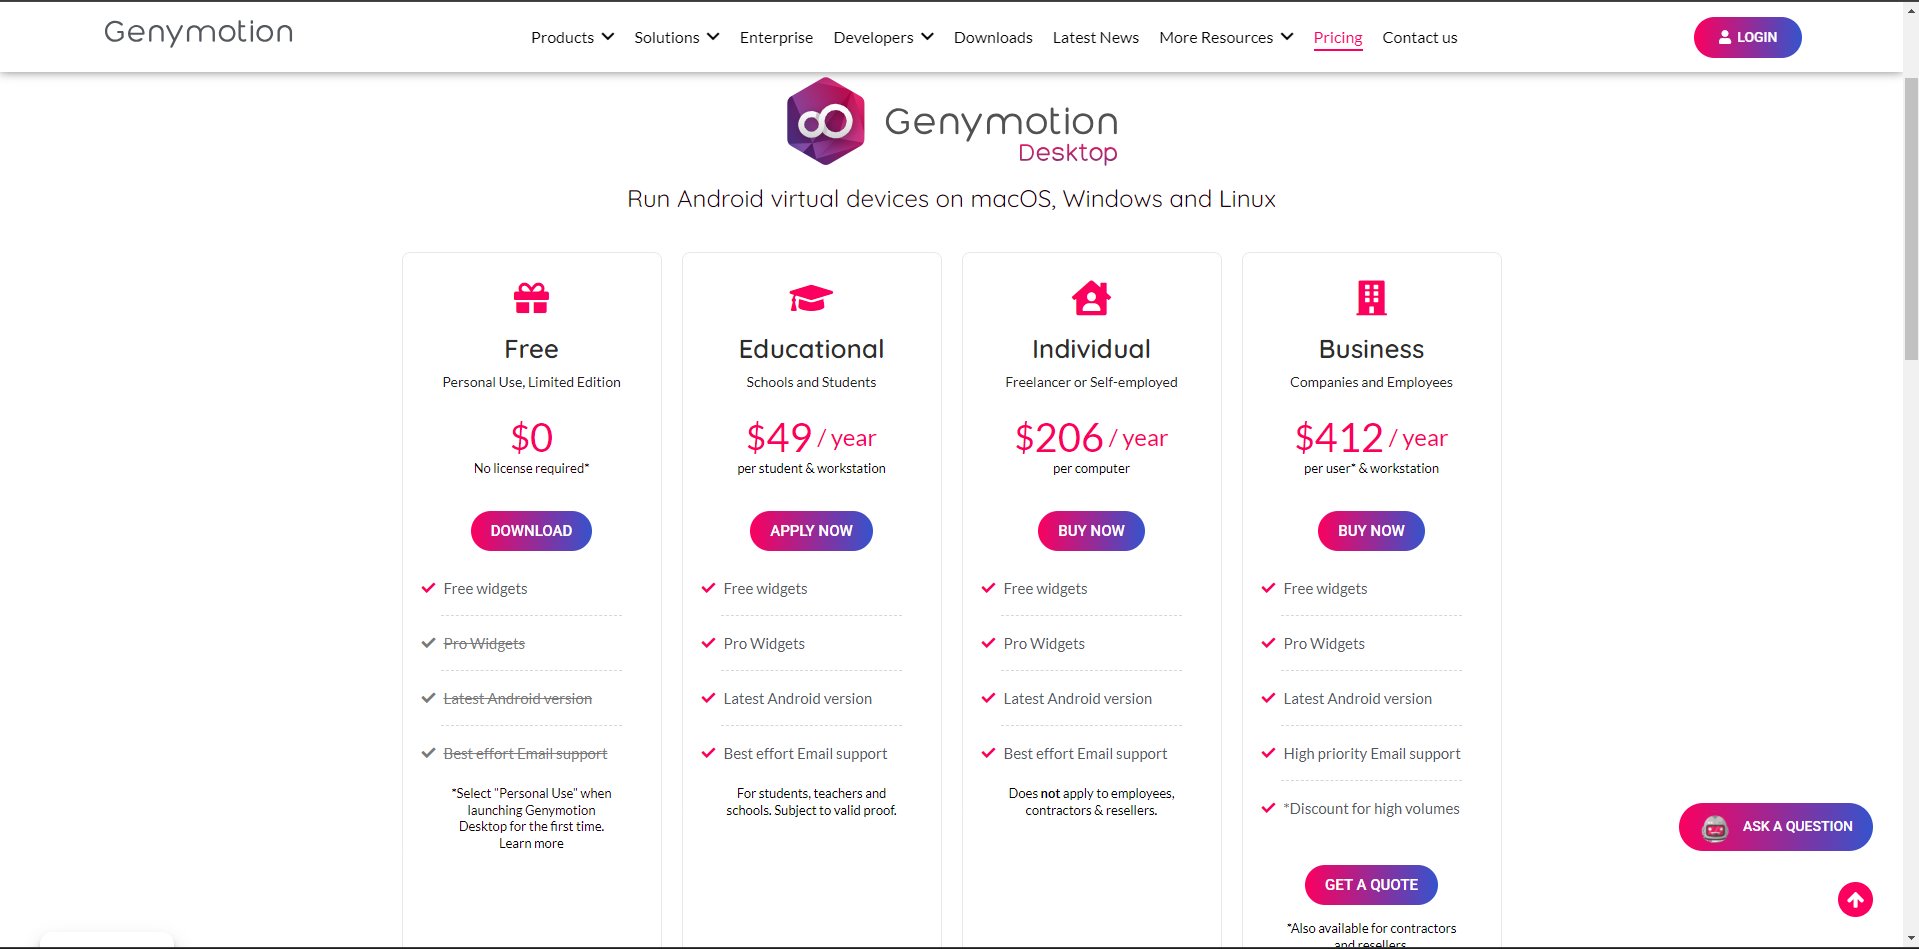 Genymotion
Products Solutions Enterprise Developers Downloads Latest News More Resources Pricing Contact us
LOGIN
Genymotion
Desktop
Run Android virtual devices on macOS, Windows and Linux
Free
Personal Use, Limited Edition
$0
No license required*
DOWNLOAD
Free widgets
Pro Widgets
Latest Android version
Best effort Email support
*Select "Personal Use" when
launching Genymotion
Desktop for the first time.
Learn more
Educational
Schools and Students
$49 / year
per student & workstation
APPLY NOW
Free widgets
Pro Widgets
Latest Android version
Best effort Email support
For students, teachers and
schools. Subject to valid proof.
Individual
Freelancer or Self-employed
$206 / year
per computer
BUY NOW
Free widgets
Pro Widgets
Latest Android version
Best effort Email support
Does not apply to employees,
contractors & resellers.
Business
Companies and Employees
$412 / year
per user* & workstation
BUY NOW
Free widgets
Pro Widgets
Latest Android version
High priority Email support
*Discount for high volumes
GET A QUOTE
*Also available for contractors
and resellers
ASK A QUESTION